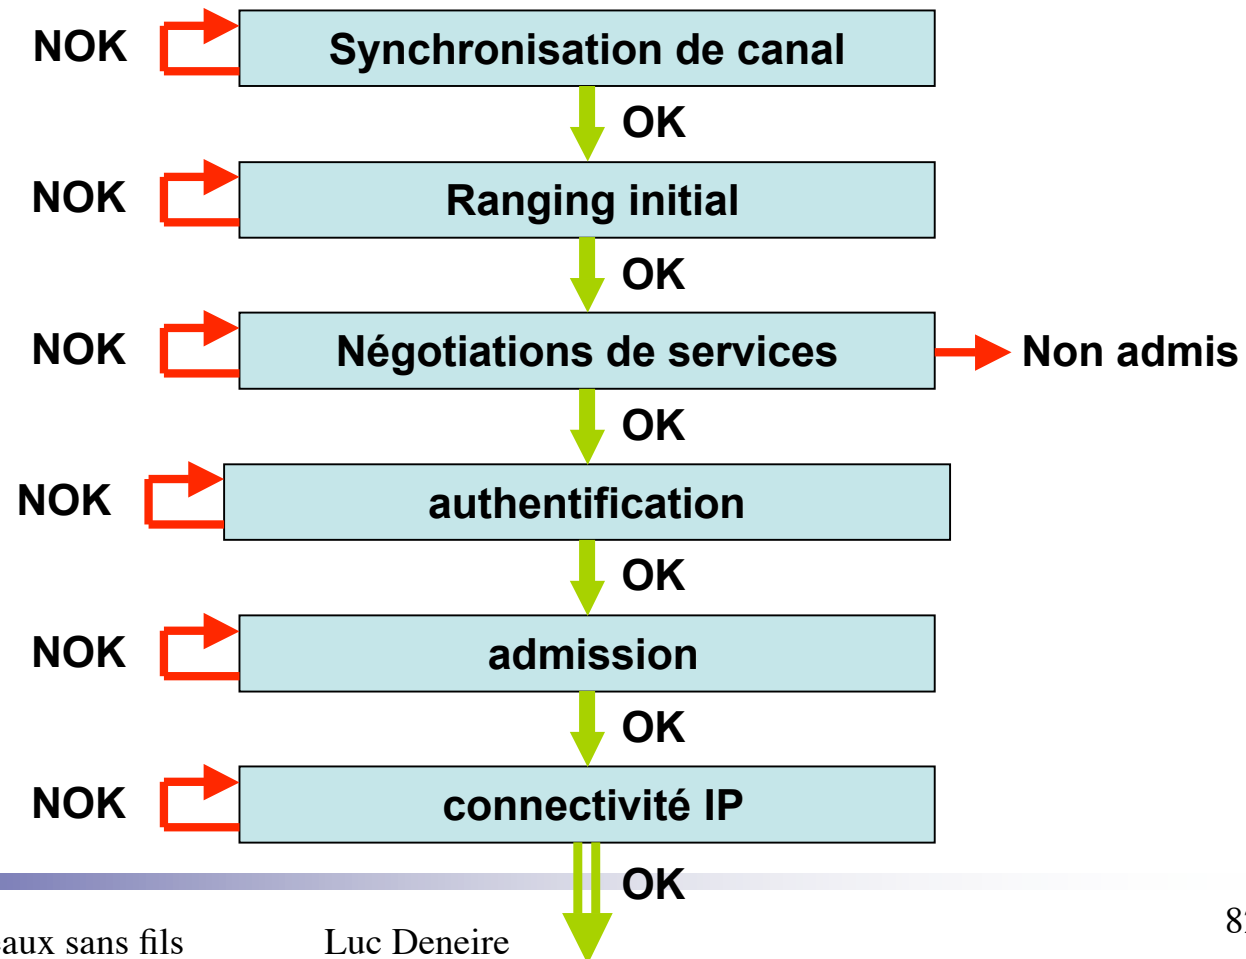 NOK
Synchronisation de canal
OK
NOK
Ranging initial
OK
NOK
Négotiations de services
Non admis
OK
NOK
authentification
OK
NOK
admission
OK
NOK
connectivité IP
OK
sans fils
Luc Deneire